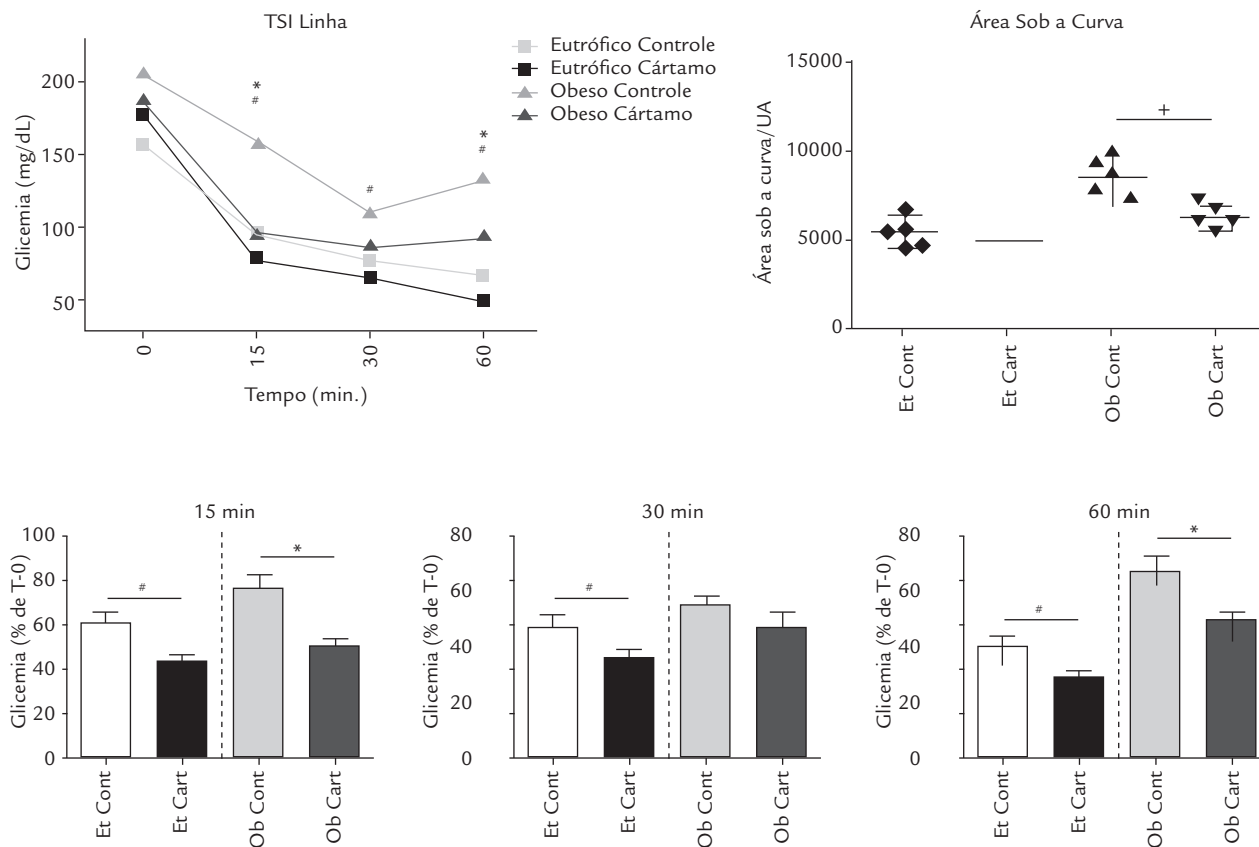 TSI Linha
Glicemia (mg/dL)
200
150
100
50
*
#
#
*
#
0
15
30
60
Tempo (min.)
Eutrófico Controle
Eutrófico Cártamo
Obeso Controle
Obeso Cártamo
Área Sob a Curva
Área sob a curva/UA
15000
10000
5000
0
+
Et Cont
Et Cart
Ob Cont
Ob Cart
15 min
Glicemia (% de T-0)
100
80
60
40
20
0
#
*
Et Cont
Et Cart
Ob Cont
Ob Cart
30 min
Glicemia (% de T-0)
80
60
40
20
0
#
Et Cont
Et Cart
Ob Cont
Ob Cart
60 min
Glicemia (% de T-0)
80
60
40
20
0
#
*
Et Cont
Et Cart
Ob Cont
Ob Cart